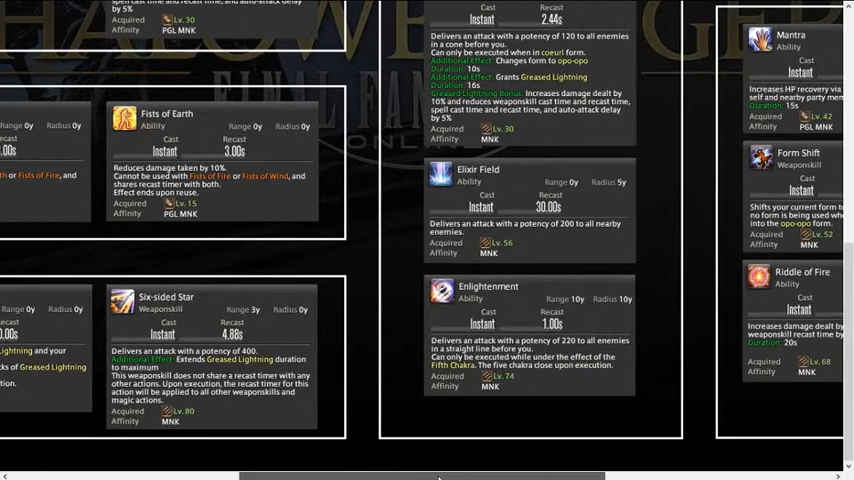 spell cast time and recast time, and auto-attack delay
by 5%
Acquired Lv. 30
Affinity PGL MNK
Range 0y Radius 0y
.00s
th or Fists of Fire, and
Fists of Earth
Ability Range 0y Radius 0y
Cast Recast
Instant 3.00s
Reduces damage taken by 10%.
Cannot be used with Fists of Fire or Fists of Wind, and
shares recast timer with both.
Effect ends upon reuse.
Acquired Lv. 15
Affinity PGL MNK
Range 0y Radius 0y
Recast
0.00s
Lightning and your
cks of Greased Lightning
Six-sided Star
Weaponskill Range 3y Radius 0y
Cast Recast
Instant 4.88s
Delivers an attack with a potency of 400.
Additional Effect: Extends Greased Lightning duration
to maximum
This weaponskill does not share a recast timer with any
other actions. Upon execution, the recast timer for this
action will be applied to all other weaponskills and
magic actions.
Acquired Lv. 80
Affinity MNK
Cast Recast
Instant 2.44s
Delivers an attack with a potency of 120 to all enemies
in a cone before you.
Can only be executed when in coeurl form.
Additional Effect: Changes form to opo-opo
Duration: 10s
Additional Effect: Grants Greased Lightning
Duration: 16s
Greased Lightning Bonus: Increases damage dealt by
10% and reduces weaponskill cast time and recast time,
spell cast time and recast time, and auto-attack delay
by 5%
Acquired Lv. 30
Affinity MNK
Elixir Field
Ability Range 0y Radius 5y
Cast Recast
Instant 30.00s
Delivers an attack with a potency of 200 to all nearby
enemies.
Acquired Lv. 56
Affinity MNK
Enlightenment
Ability Range 10y Radius 10y
Cast Recast
Instant 1.00s
Delivers an attack with a potency of 220 to all enemies
in a straight line before you.
Can only be executed while under the effect of the
Fifth Chakra. The five chakra close upon execution.
Acquired Lv. 74
Affinity MNK
Mantra
Ability
Cast
Instant
Increases HP recovery via
self and nearby party mem
Duration: 15s
Acquired Lv. 42
Affinity PGL MNK
Form Shift
Weaponskill
Cast
Instant
Shifts your current form to
no form is being used whe
into the opo-opo form.
Acquired Lv. 52
Affinity MNK
Riddle of Fire
Ability
Cast
Instant
Increases damage dealt by
weaponskill recast time by
Duration: 20s
Acquired Lv. 68
Affinity MNK
FINAL FAN
ONLINE